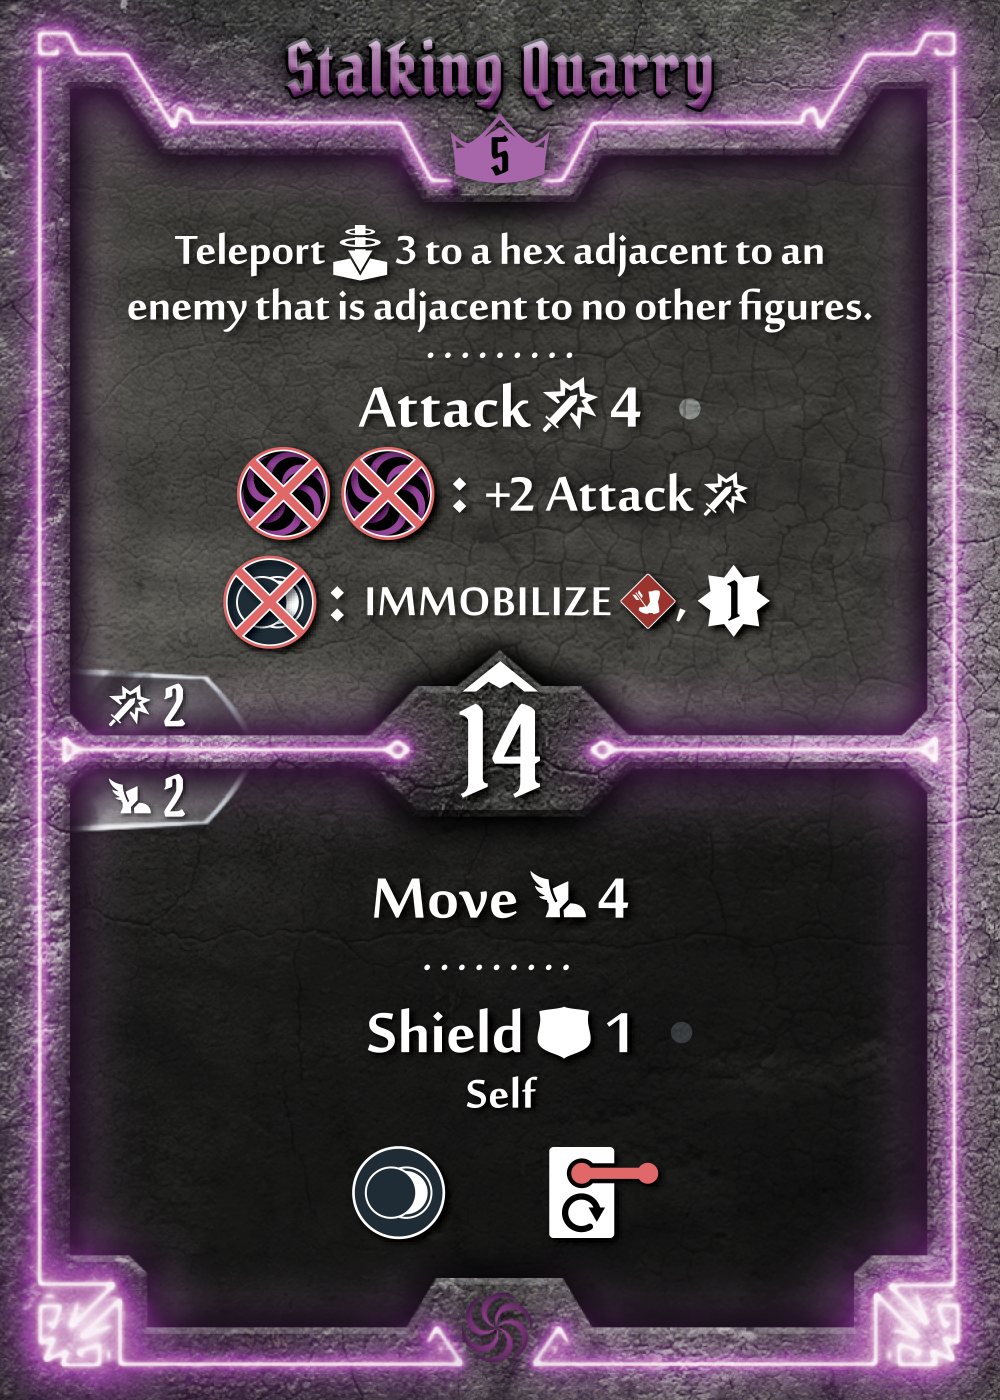 Stalking Quarry
5
Teleport 3 to a hex adjacent to an
enemy that is adjacent to no other figures.
Attack 4
: +2 Attack
: IMMOBILIZE , 1
2
14
2
Move 4
Shield 1
Self